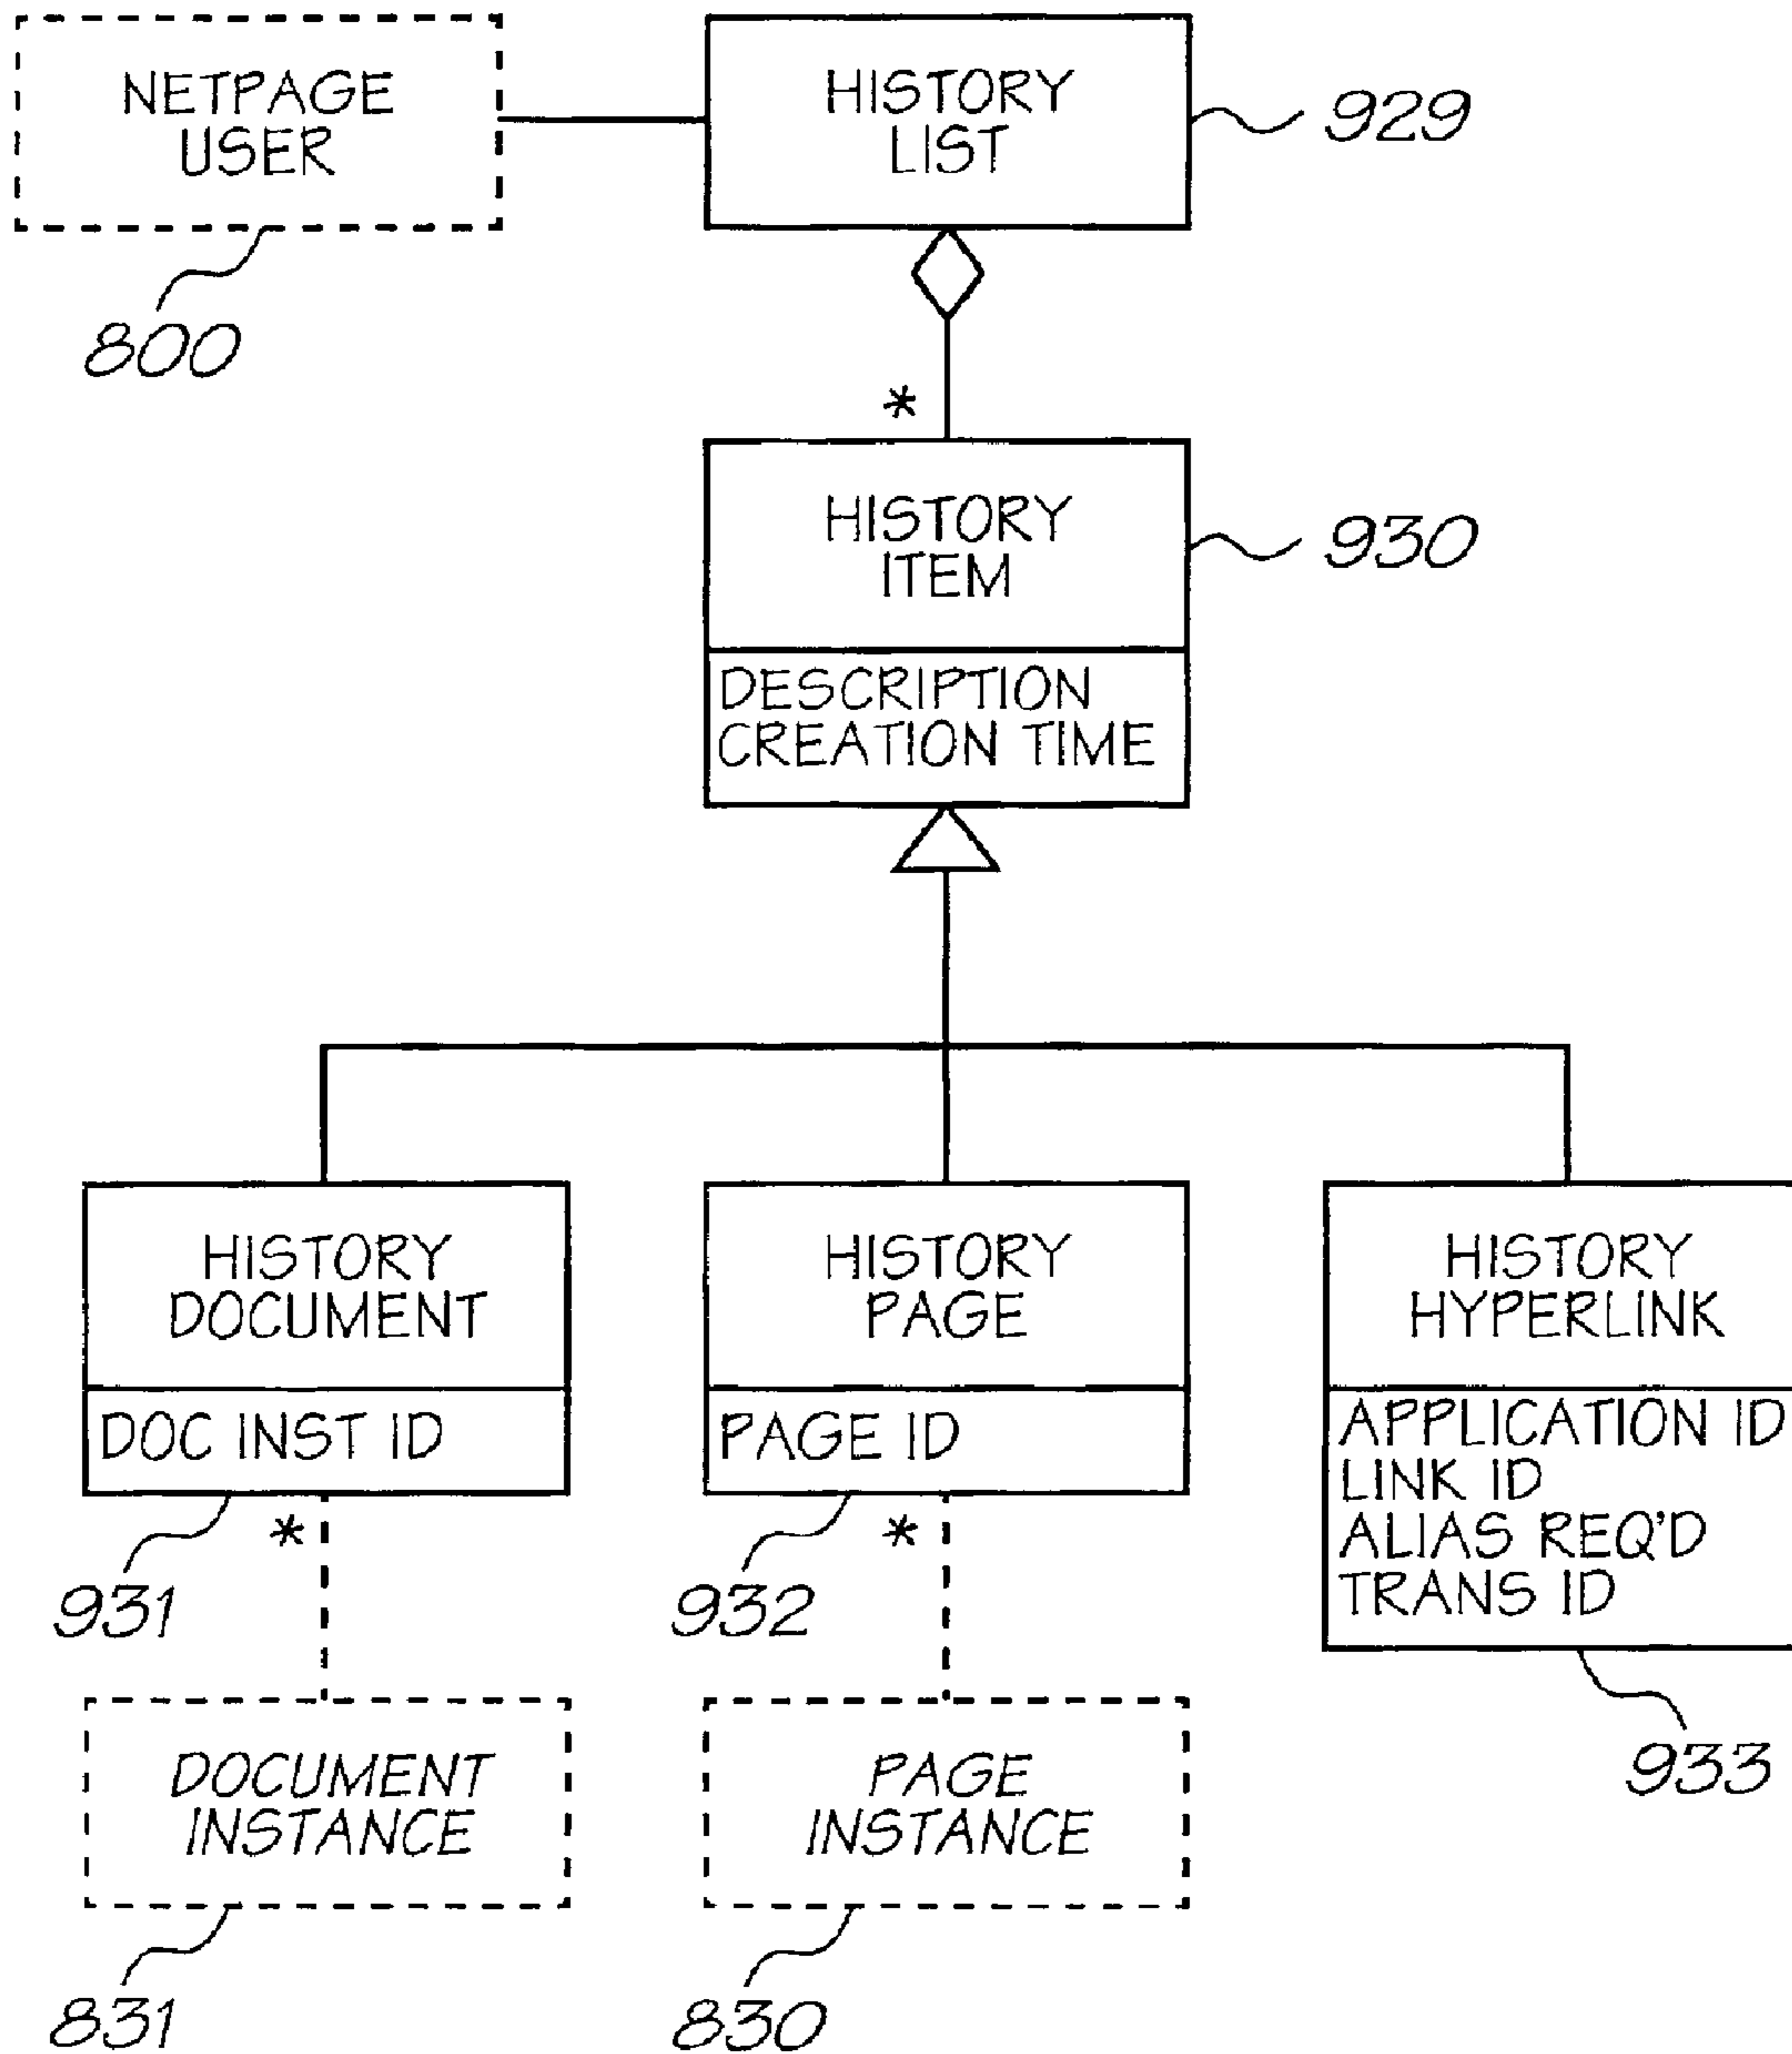 NETPAGE
USER
HISTORY
LIST
929
800
*
HISTORY
ITEM
930
DESCRIPTION
CREATION TIME
HISTORY
DOCUMENT
DOC INST ID
HISTORY
PAGE
PAGE ID
HISTORY
HYPERLINK
APPLICATION ID
LINK ID
ALIAS REQ'D
TRANS ID
*
931
*
932
933
DOCUMENT
INSTANCE
831
PAGE
INSTANCE
830